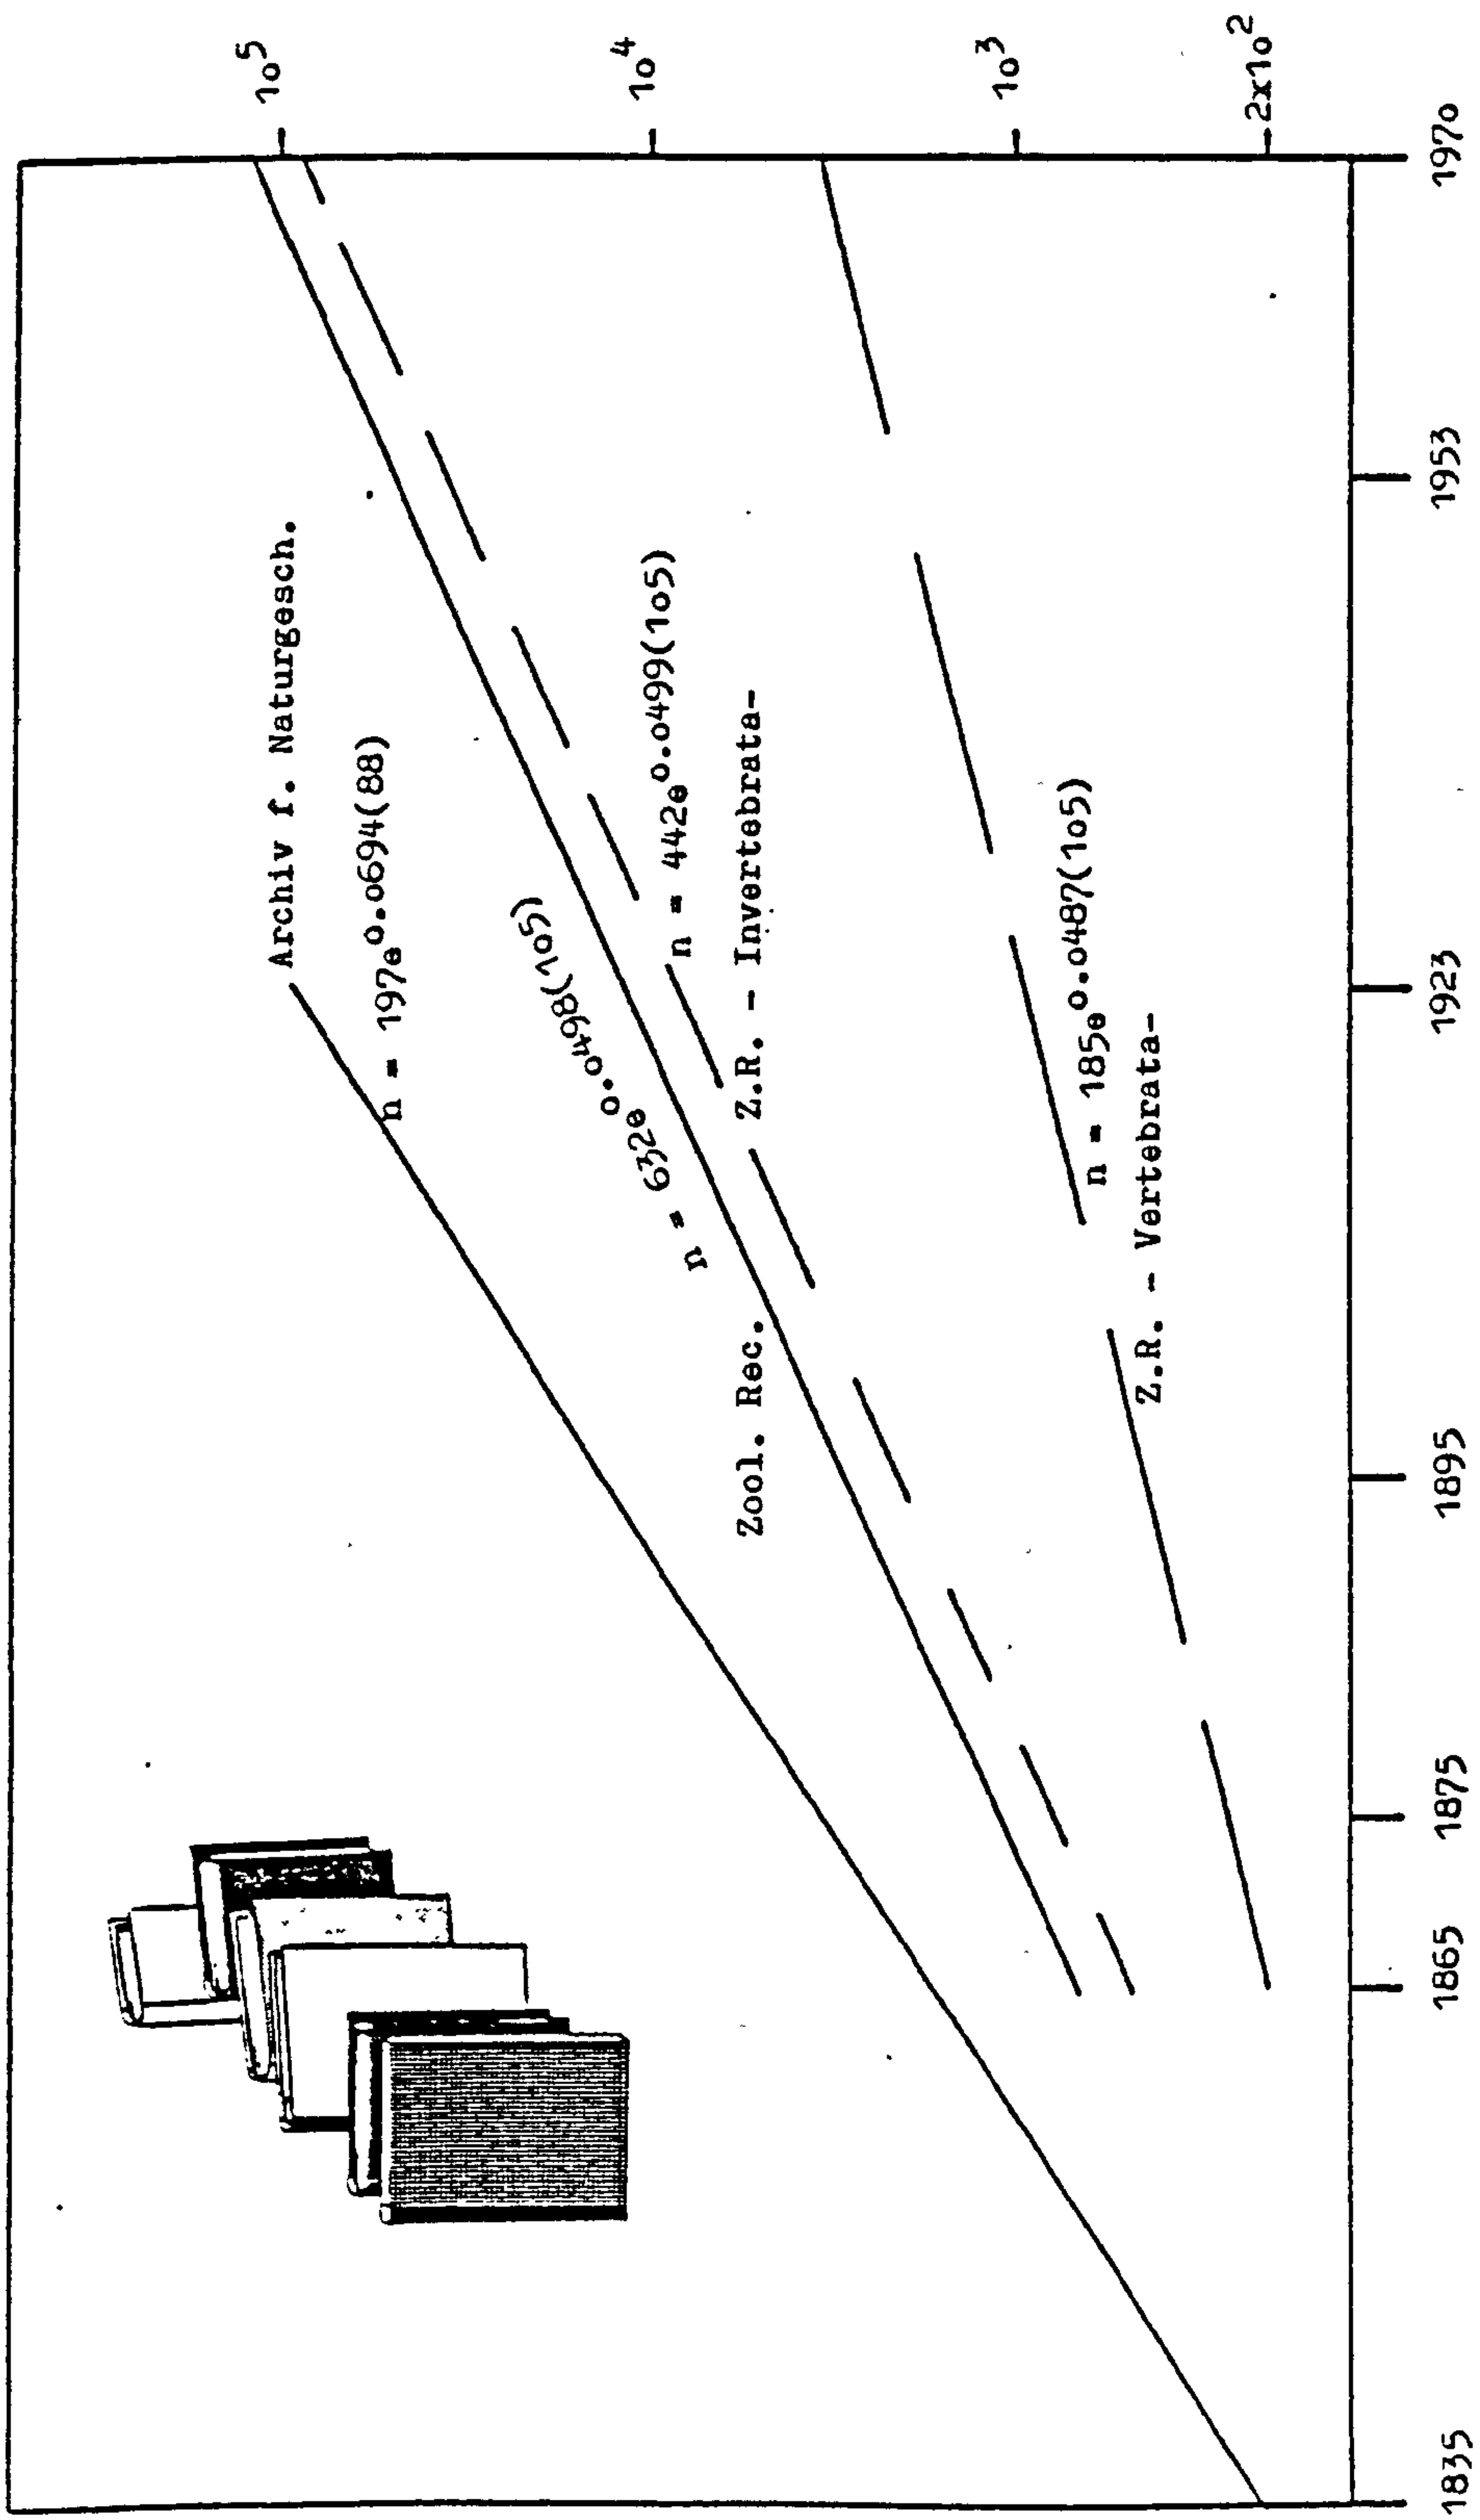 Archiv f. Naturgesch.
n = 197e0.0694(88)
n = 632e0.0498(105)
n = 442e0.0499(105)
Zool. Rec.
Z.R. - Invertebrata-
n = 185e0.0487(105)
Z.R. - Vertebrata-
105
104
103
2x102
1835
1865
1875
1895
1923
1953
1970